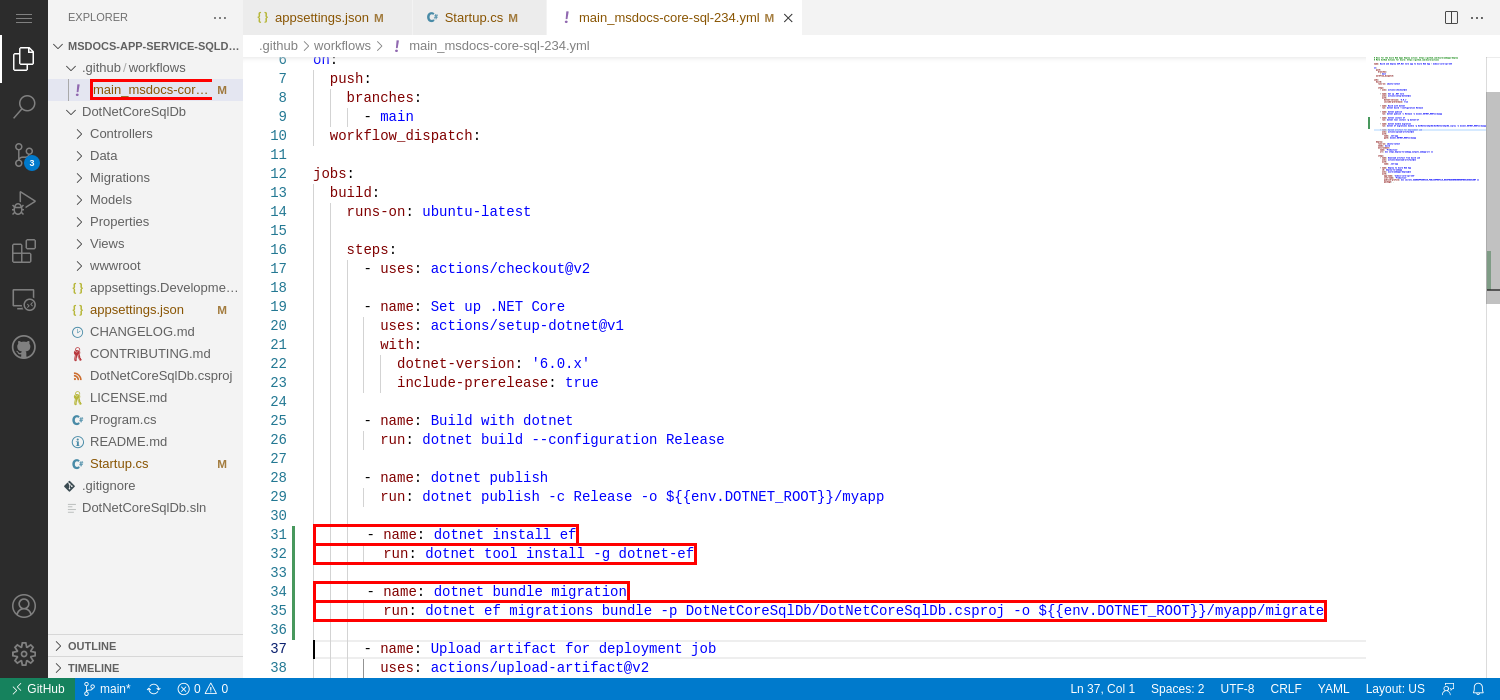 EXPLORER
MSDOCS-APP-SERVICE-SQLD...
.github / workflows
! main_msdocs-cor... M
DotNetCoreSqlDb
Controllers
Data
Migrations
Models
Properties
Views
wwwroot
{} appsettings.Developme...
{} appsettings.json M
CHANGELOG.md
CONTRIBUTING.md
DotNetCoreSqlDb.csproj
LICENSE.md
Program.cs
README.md
Startup.cs M
.gitignore
DotNetCoreSqlDb.sln
OUTLINE
TIMELINE
3
{} appsettings.json M
Startup.cs M
! main_msdocs-core-sql-234.yml M
.github > workflows > ! main_msdocs-core-sql-234.yml
6 on:
7 push:
8 branches:
9 - main
10 workflow_dispatch:
11
12 jobs:
13 build:
14 runs-on: ubuntu-latest
15
16 steps:
17 - uses: actions/checkout@v2
18
19 - name: Set up .NET Core
20 uses: actions/setup-dotnet@v1
21 with:
22 dotnet-version: '6.0.x'
23 include-prerelease: true
24
25 - name: Build with dotnet
26 run: dotnet build --configuration Release
27
28 - name: dotnet publish
29 run: dotnet publish -c Release -o ${{env.DOTNET_ROOT}}/myapp
30
31 - name: dotnet install ef
32 run: dotnet tool install -g dotnet-ef
33
34 - name: dotnet bundle migration
35 run: dotnet ef migrations bundle -p DotNetCoreSqlDb/DotNetCoreSqlDb.csproj -o ${{env.DOTNET_ROOT}}/myapp/migrate
36
37 - name: Upload artifact for deployment job
38 uses: actions/upload-artifact@v2
GitHub main* 0 0 Ln 37, Col 1 Spaces: 2 UTF-8 CRLF YAML Layout: US